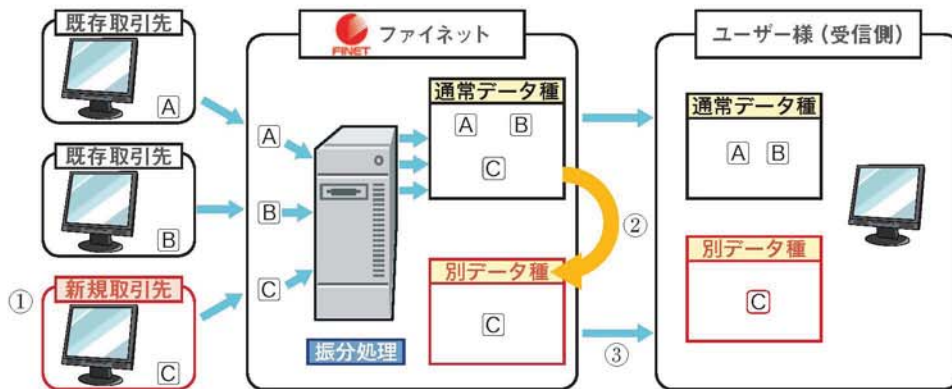 既存取引先
A
既存取引先
B
①
新規取引先
C
FINET ファイネット
A
B
C
振分処理
通常データ種
A B
C
②
別データ種
C
③
ユーザー様(受信側)
通常データ種
A B
別データ種
C